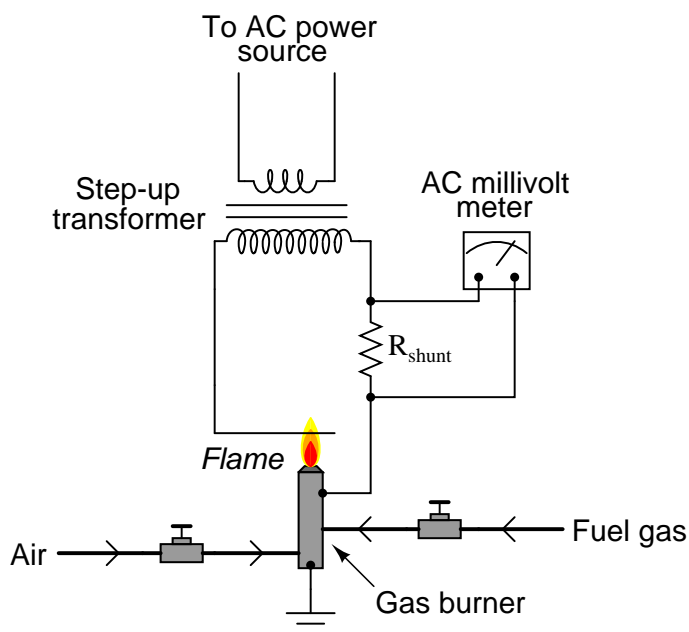 To AC power
source
Step-up
transformer
AC millivolt
meter
Rshunt
Flame
Air
Fuel gas
Gas burner